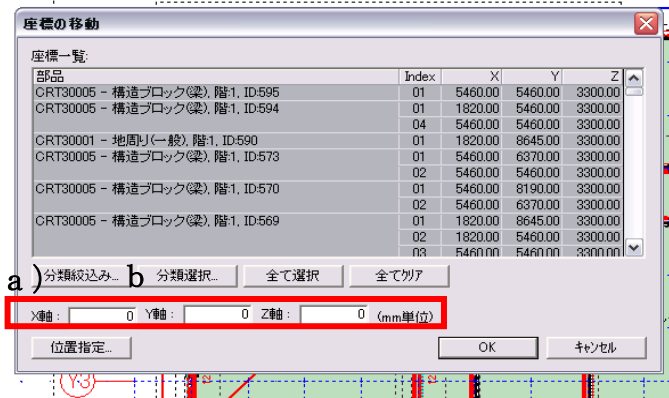 座標の移動
座標一覧:
部品 Index X Y Z
CRT30005 - 構造ブロック(梁), 階:1, ID:595 01 5460.00 5460.00 3300.00
CRT30005 - 構造ブロック(梁), 階:1, ID:594 01 1820.00 5460.00 3300.00
04 5460.00 5460.00 3300.00
CRT30001 - 地周り(一般), 階:1, ID:590 01 1820.00 8645.00 3300.00
CRT30005 - 構造ブロック(梁), 階:1, ID:573 01 5460.00 6370.00 3300.00
02 5460.00 5460.00 3300.00
CRT30005 - 構造ブロック(梁), 階:1, ID:570 01 5460.00 8190.00 3300.00
02 5460.00 6370.00 3300.00
CRT30005 - 構造ブロック(梁), 階:1, ID:569 01 1820.00 8645.00 3300.00
02 1820.00 5460.00 3300.00
03 5460.00 5460.00 3300.00
a ) 分類絞込み... b 分類選択... 全て選択 全てクリア
X軸 : 0 Y軸 : 0 Z軸 : 0 (mm単位)
位置指定... OK キャンセル
Y3